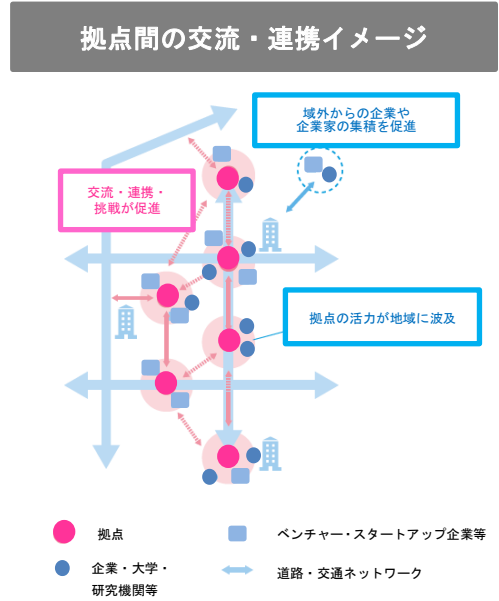 拠点間の交流・連携イメージ
域外からの企業や
企業家の集積を促進
交流・連携・
挑戦が促進
拠点の活力が地域に波及
拠点
ベンチャー・スタートアップ企業等
企業・大学・
研究機関等
道路・交通ネットワーク